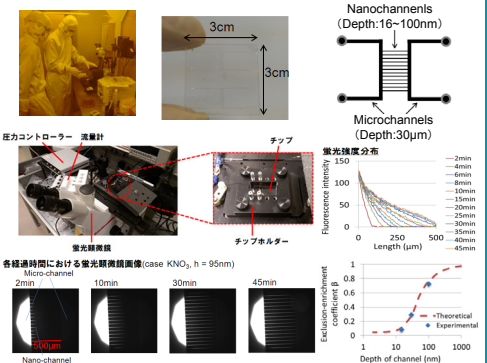 3cm
3cm
Nanochannenls
(Depth:16~100nm)
Microchannels
(Depth:30μm)
圧力コントローラー 流量計
蛍光顕微鏡
チップ
チップホルダー
蛍光強度分布
Fluorescence intensity
150
100
50
0
0 250 500
Length (μm)
2min
4min
6min
8min
10min
15min
20min
25min
30min
35min
40min
45min
各経過時間における蛍光顕微鏡画像(case KNO₃, h = 95nm)
Micro-channel
2min 10min 30min 45min
500μm
Nano-channel
Exclusion-enrichment
coefficient β
1
0.8
0.6
0.4
0.2
0
1 10 100 1000
Depth of channel (nm)
Theoretical
Experimental